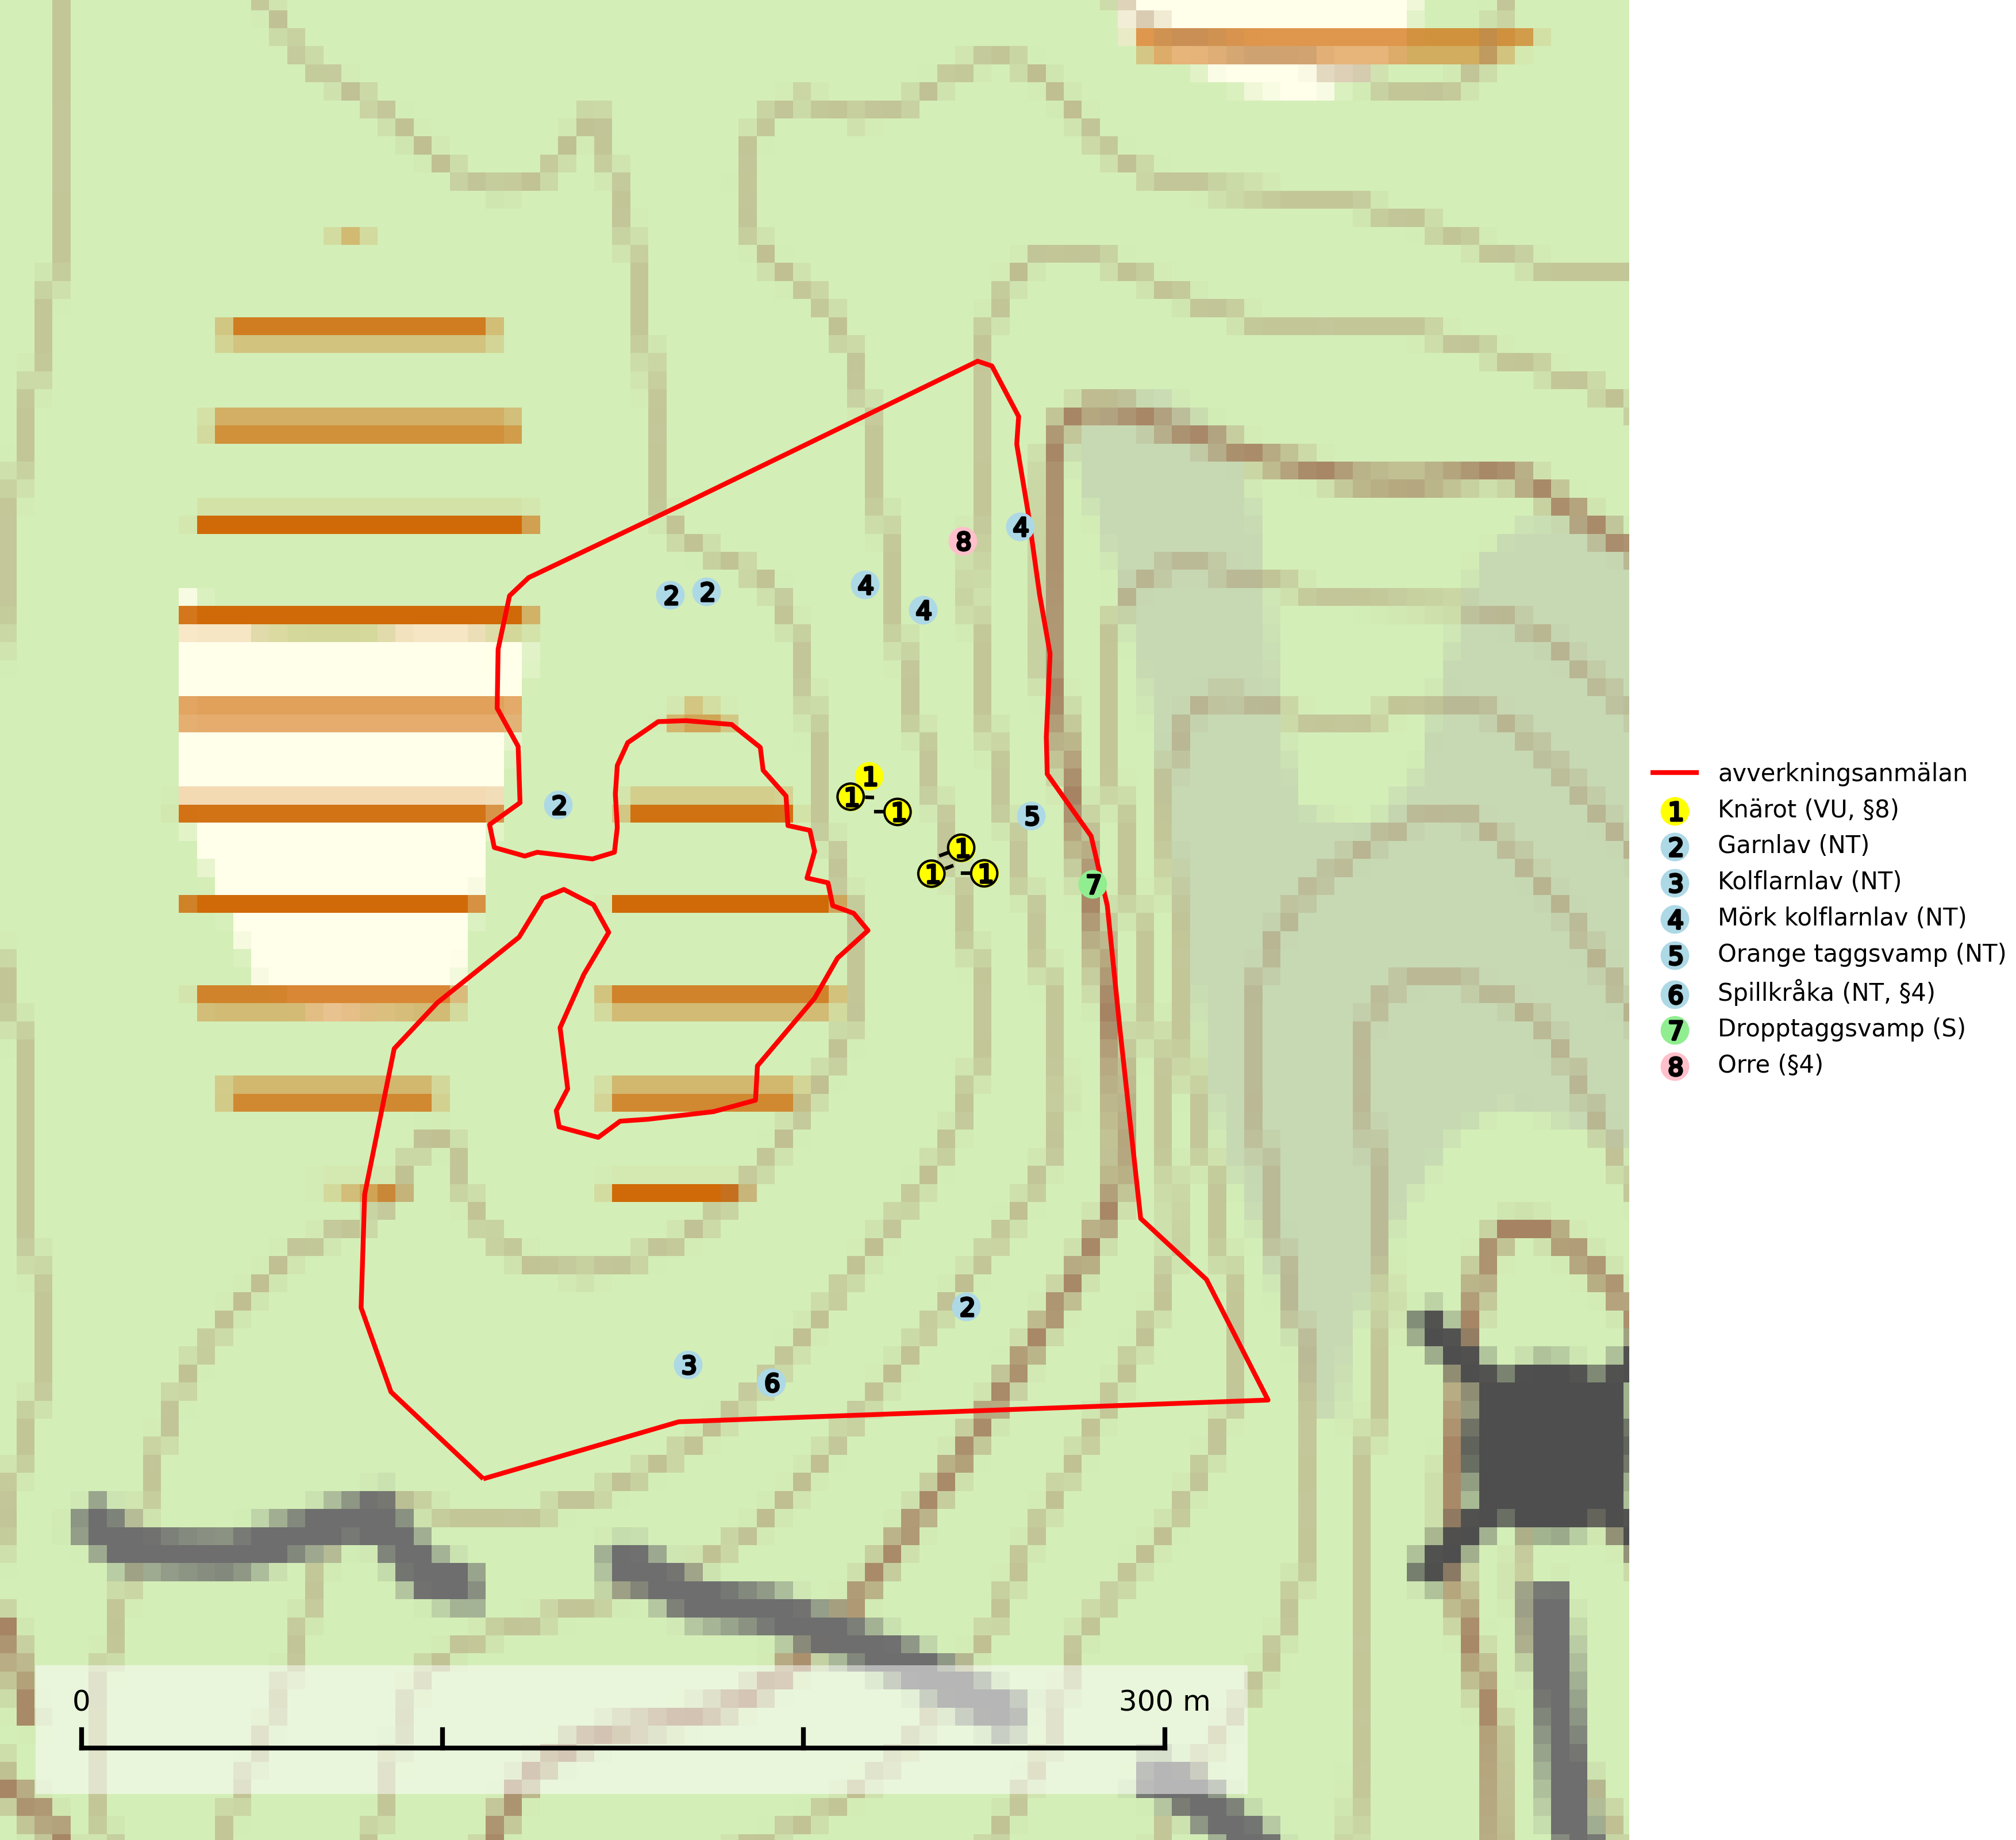 4
8
2 2 4 4
1
1 1
2 5
1
1 1 7
2
3 6
0 300 m
avverkningsanmälan
1 Knärot (VU, §8)
2 Garnlav (NT)
3 Kolflarnlav (NT)
4 Mörk kolflarnlav (NT)
5 Orange taggsvamp (NT)
6 Spillkråka (NT, §4)
7 Dropptaggsvamp (S)
8 Orre (§4)